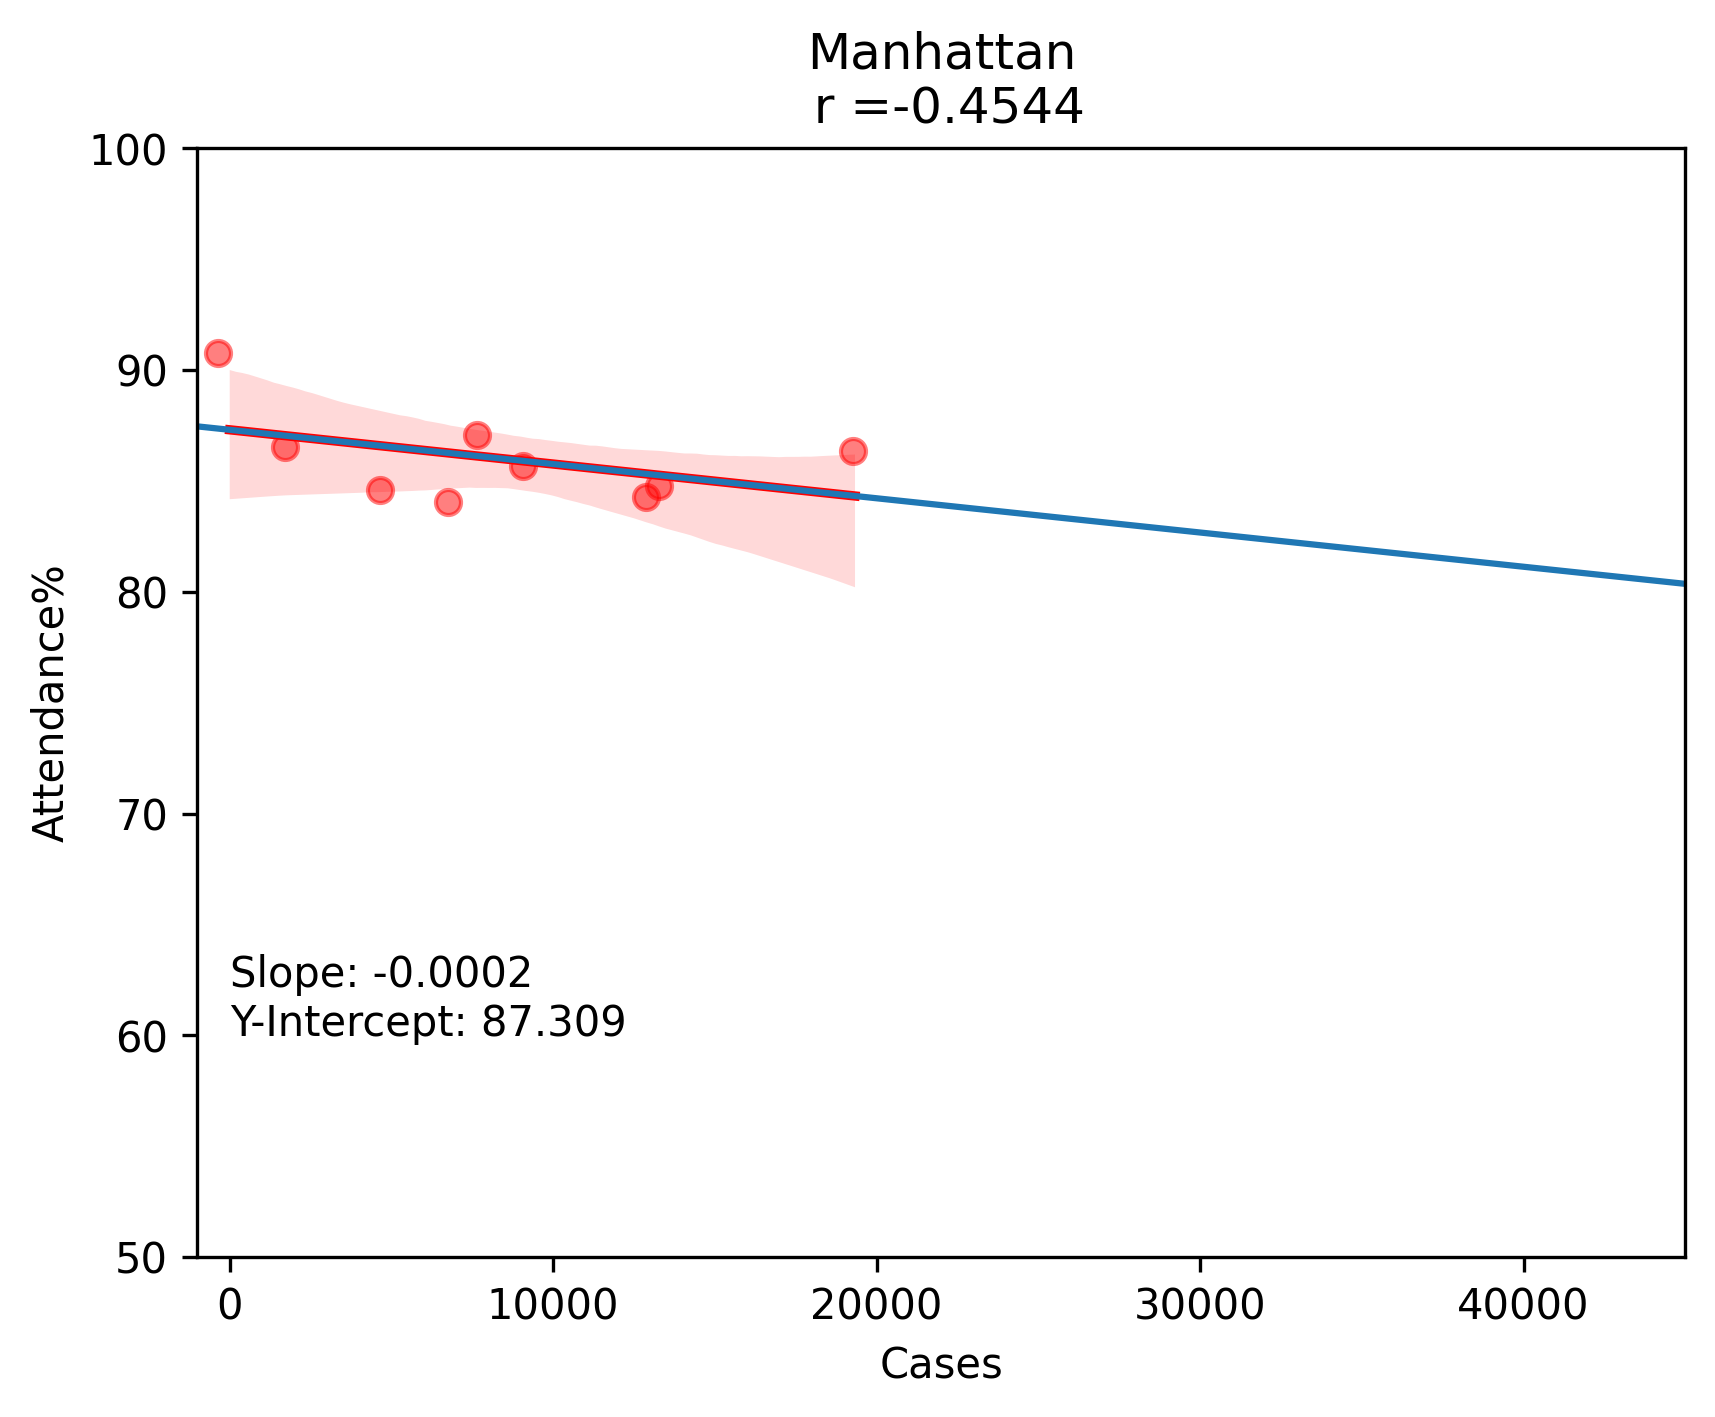 Manhattan
r =-0.4544
100
90
80
70
60
50
Attendance%
Slope: -0.0002
Y-Intercept: 87.309
0 10000 20000 30000 40000
Cases